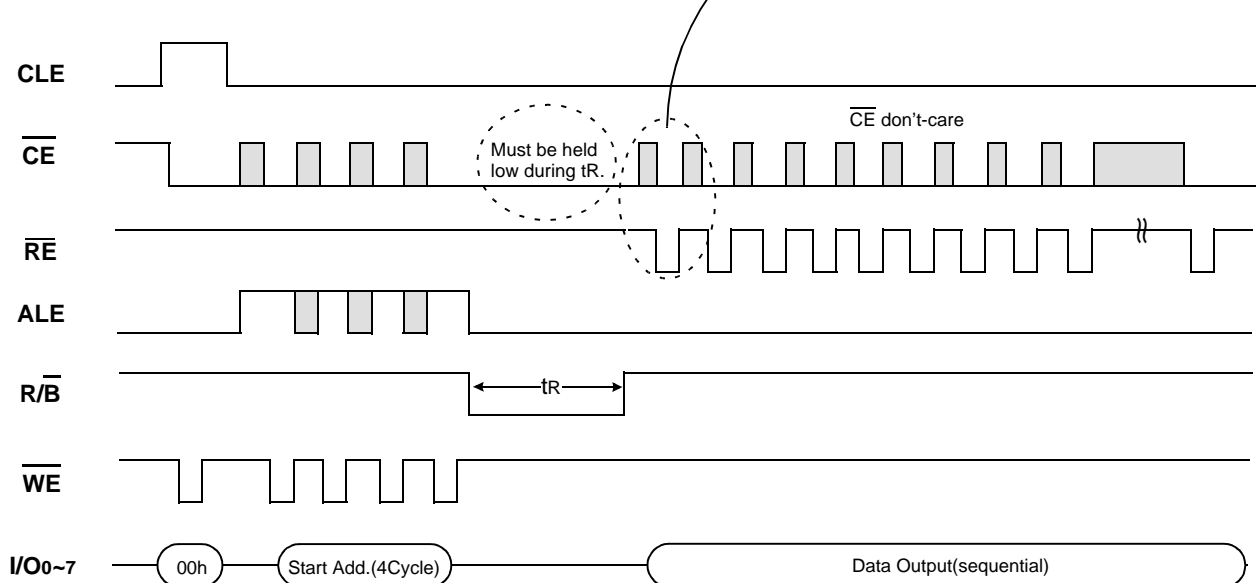 CLE
CE
CE don't-care
Must be held
low during tR.
RE
ALE
R/B
tR
WE
I/O0~7
00h
Start Add.(4Cycle)
Data Output(sequential)